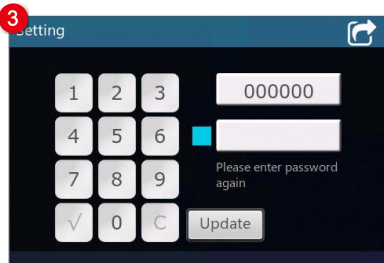 3
Setting
1 2 3
000000
4 5 6
7 8 9
Please enter password
again
√ 0 C
Update